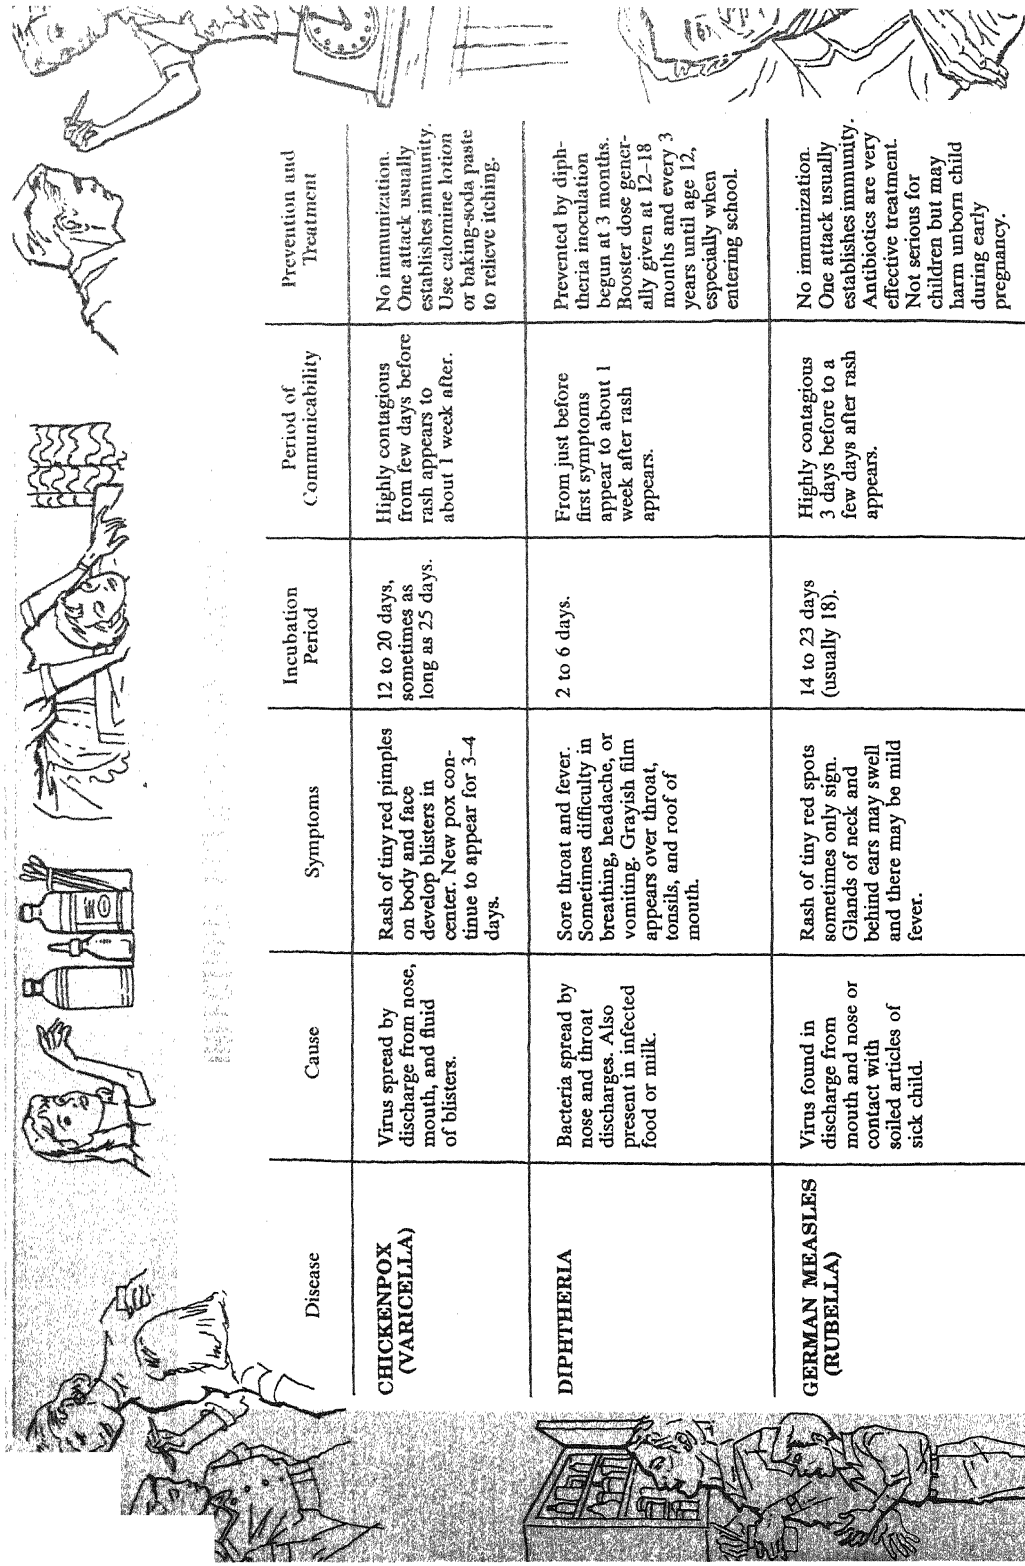 Disease
Cause
Symptoms
Incubation
Period
Period of
Communicability
Prevention and
Treatment
CHICKENPOX
(VARICELLA)
Virus spread by
discharge from nose,
mouth, and fluid
of blisters.
Rash of tiny red pimples
on body and face
develop blisters in
center. New pox con-
tinue to appear for 3–4
days.
12 to 20 days,
sometimes as
long as 25 days.
Highly contagious
from few days before
rash appears to
about 1 week after.
No immunization.
One attack usually
establishes immunity.
Use calomine lotion
or baking-soda paste
to relieve itching.
DIPHTHERIA
Bacteria spread by
nose and throat
discharges. Also
present in infected
food or milk.
Sore throat and fever.
Sometimes difficulty in
breathing, headache, or
vomiting. Grayish film
appears over throat,
tonsils, and roof of
mouth.
2 to 6 days.
From just before
first symptoms
appear to about 1
week after rash
appears.
Prevented by diph-
theria inoculation
begun at 3 months.
Booster dose gener-
ally given at 12–18
months and every 3
years until age 12,
especially when
entering school.
GERMAN MEASLES
(RUBELLA)
Virus found in
discharge from
mouth and nose or
contact with
soiled articles of
sick child.
Rash of tiny red spots
sometimes only sign.
Glands of neck and
behind ears may swell
and there may be mild
fever.
14 to 23 days
(usually 18).
Highly contagious
3 days before to a
few days after rash
appears.
No immunization.
One attack usually
establishes immunity.
Antibiotics are very
effective treatment.
Not serious for
children but may
harm unborn child
during early
pregnancy.